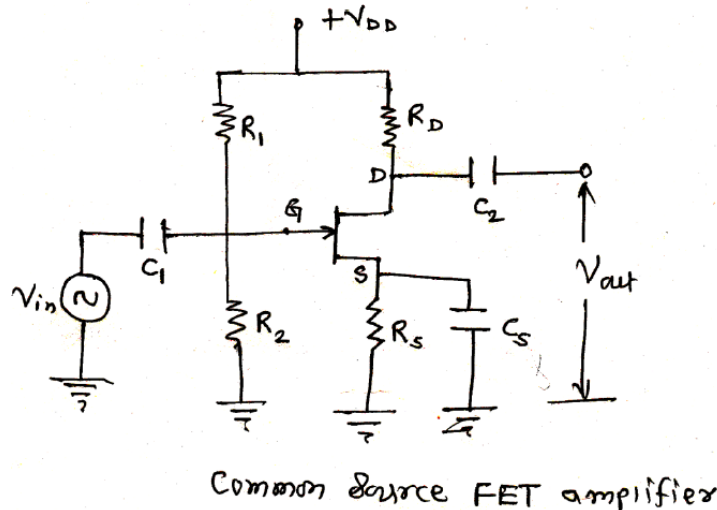 +VDD
R1
RD
D
C2
G
C1
S
Vin
Vout
R2
RS
CS
Common Source FET amplifier